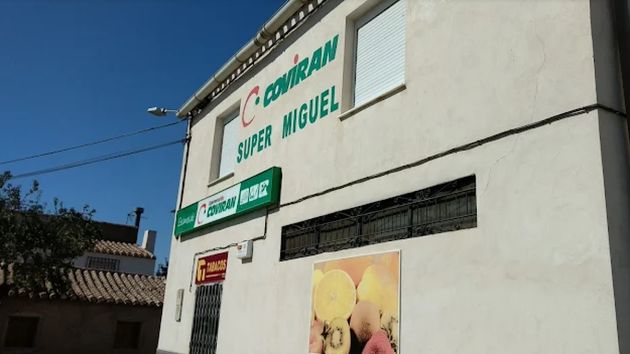 COVIRAN
SUPER MIGUEL
COVIRAN
TABACOS